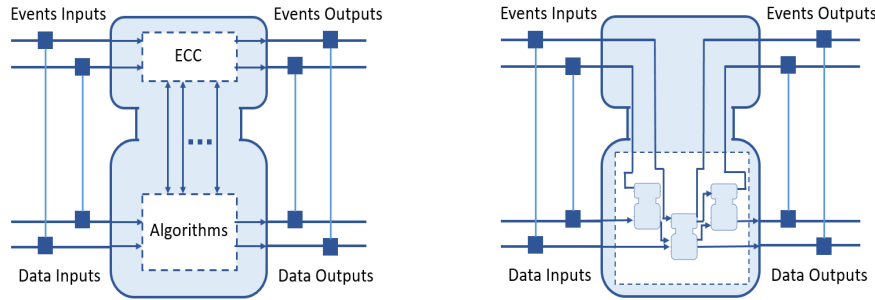 Events Inputs
Events Outputs
ECC
Algorithms
Data Inputs
Data Outputs
Events Inputs
Events Outputs
Data Inputs
Data Outputs